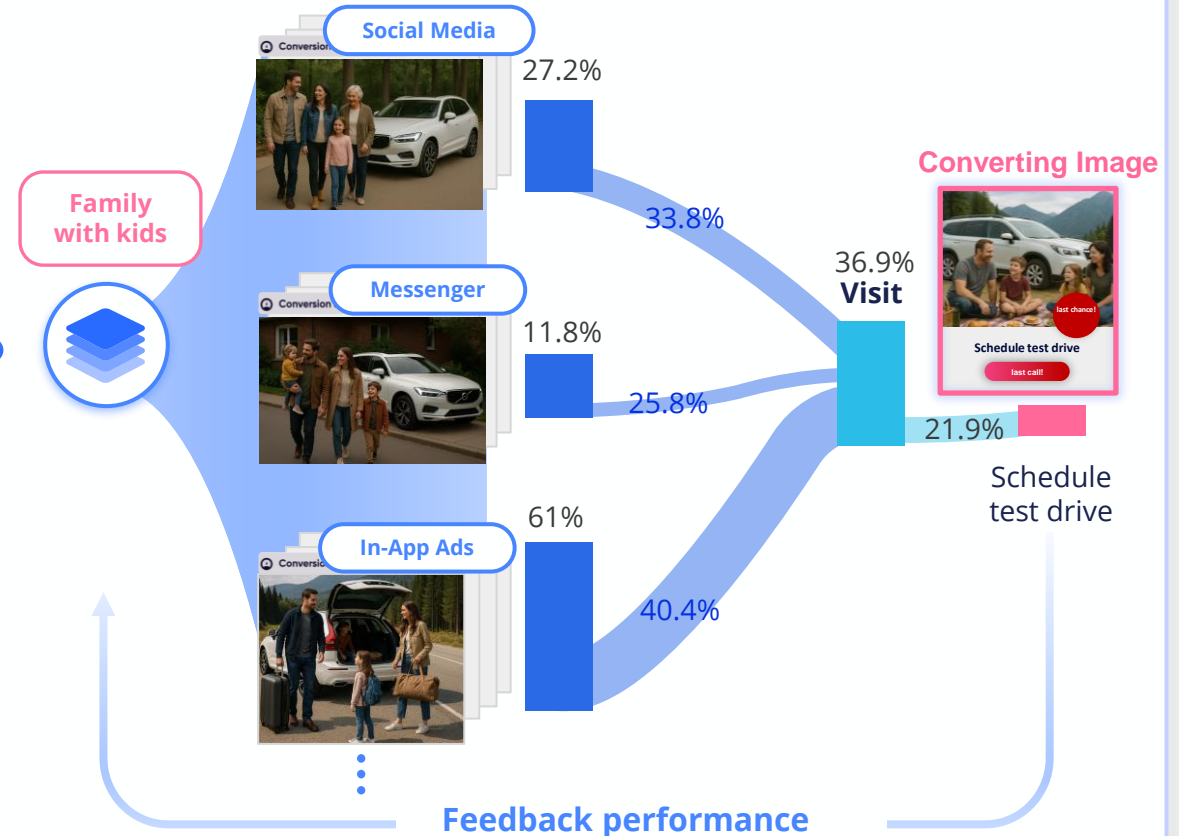 Social Media
Conversion
27.2%
Converting Image
Family
with kids
33.8%
last chance!
Schedule test drive
last call!
36.9%
Visit
Messenger
Conversion
11.8%
25.8%
21.9%
Schedule
test drive
61%
In-App Ads
Conversio
40.4%
Feedback performance